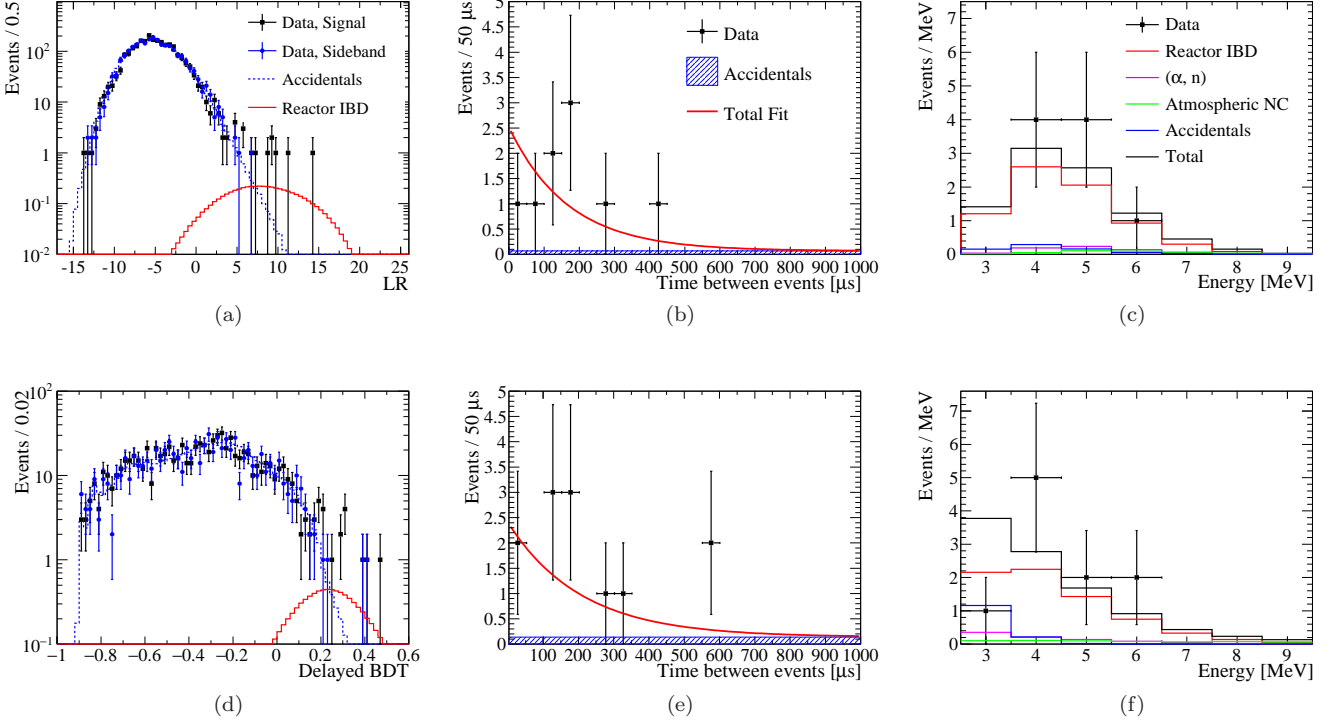 Events / 0.5
10²
10
1
10⁻¹
10⁻²
Data, Signal
Data, Sideband
Accidentals
Reactor IBD
−15 −10 −5 0 5 10 15 20 25
LR
(a)
Events / 50 μs
5
4.5
4
3.5
3
2.5
2
1.5
1
0.5
0
Data
Accidentals
Total Fit
0 100 200 300 400 500 600 700 800 900 1000
Time between events [μs]
(b)
Events / MeV
7
6
5
4
3
2
1
0
Data
Reactor IBD
(α, n)
Atmospheric NC
Accidentals
Total
3 4 5 6 7 8 9
Energy [MeV]
(c)
Events / 0.02
10²
10
1
10⁻¹
−1 −0.8 −0.6 −0.4 −0.2 0 0.2 0.4 0.6
Delayed BDT
(d)
Events / 50 μs
5
4.5
4
3.5
3
2.5
2
1.5
1
0.5
0
100 200 300 400 500 600 700 800 900 1000
Time between events [μs]
(e)
Events / MeV
7
6
5
4
3
2
1
0
3 4 5 6 7 8 9
Energy [MeV]
(f)